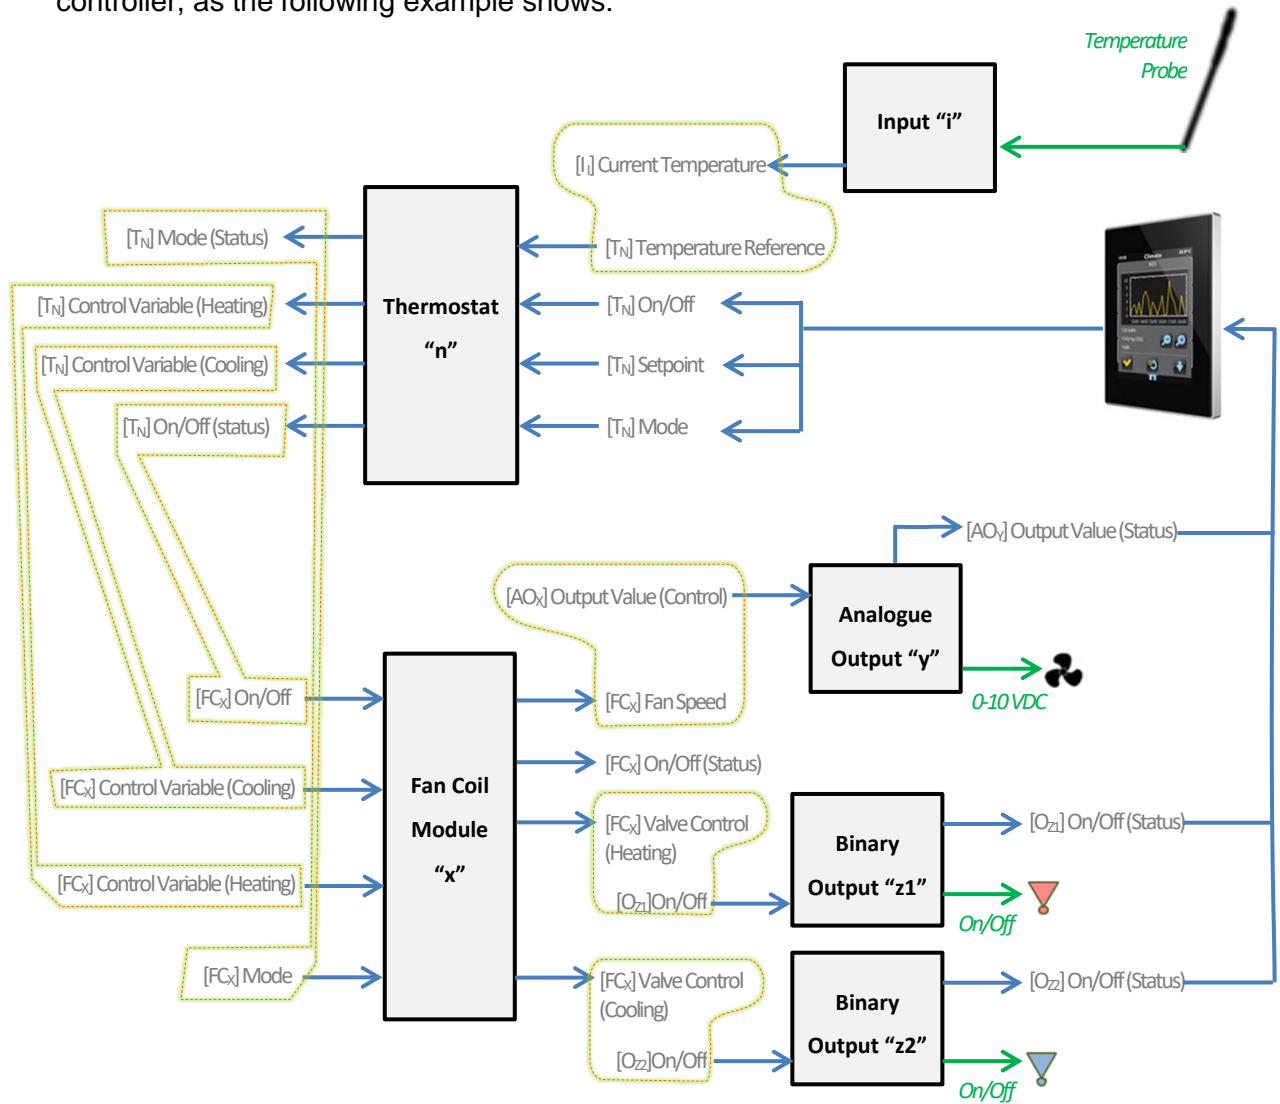 controller, as the following example shows:
Temperature
Probe
Input “i”
[Ii] Current Temperature
[TN] Mode (Status)
[TN] Temperature Reference
[TN] Control Variable (Heating)
Thermostat
“n”
[TN] On/Off
[TN] Control Variable (Cooling)
[TN] Setpoint
[TN] On/Off (status)
[TN] Mode
Climate
[AOY] Output Value (Status)
[AOX] Output Value (Control)
Analogue
Output “y”
0-10 VDC
[FCX] On/Off
[FCX] Fan Speed
[FCX] On/Off (Status)
Fan Coil
Module
“x”
[FCX] Control Variable (Cooling)
[FCX] Valve Control
(Heating)
[OZ1] On/Off (Status)
Binary
Output “z1”
[FCX] Control Variable (Heating)
[OZ1]On/Off
On/Off
[FCX] Mode
[FCX] Valve Control
(Cooling)
[OZ2] On/Off (Status)
Binary
Output “z2”
[OZ2]On/Off
On/Off